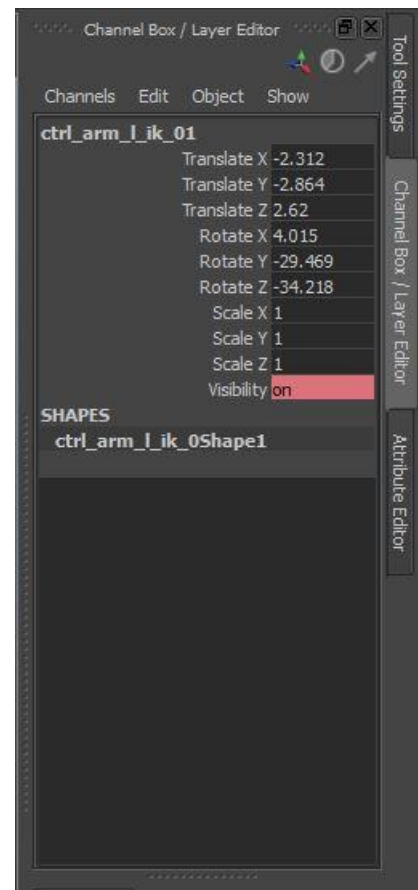 Channel Box / Layer Editor
Channels Edit Object Show
ctrl_arm_l_ik_01
Translate X -2.312
Translate Y -2.864
Translate Z 2.62
Rotate X 4.015
Rotate Y -29.469
Rotate Z -34.218
Scale X 1
Scale Y 1
Scale Z 1
Visibility on
SHAPES
ctrl_arm_l_ik_0Shape1
Tool Settings
Channel Box / Layer Editor
Attribute Editor